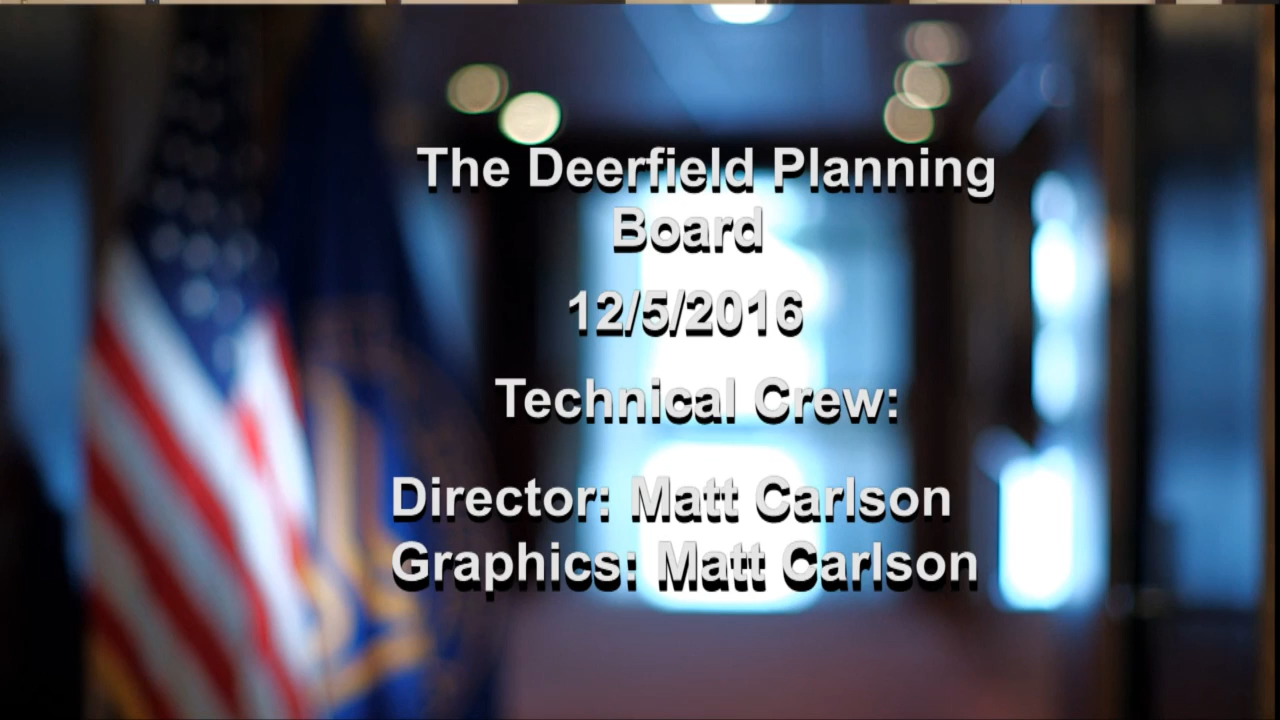 The Deerfield Planning
Board
12/5/2016
Technical Crew:
Director: Matt Carlson
Graphics: Matt Carlson